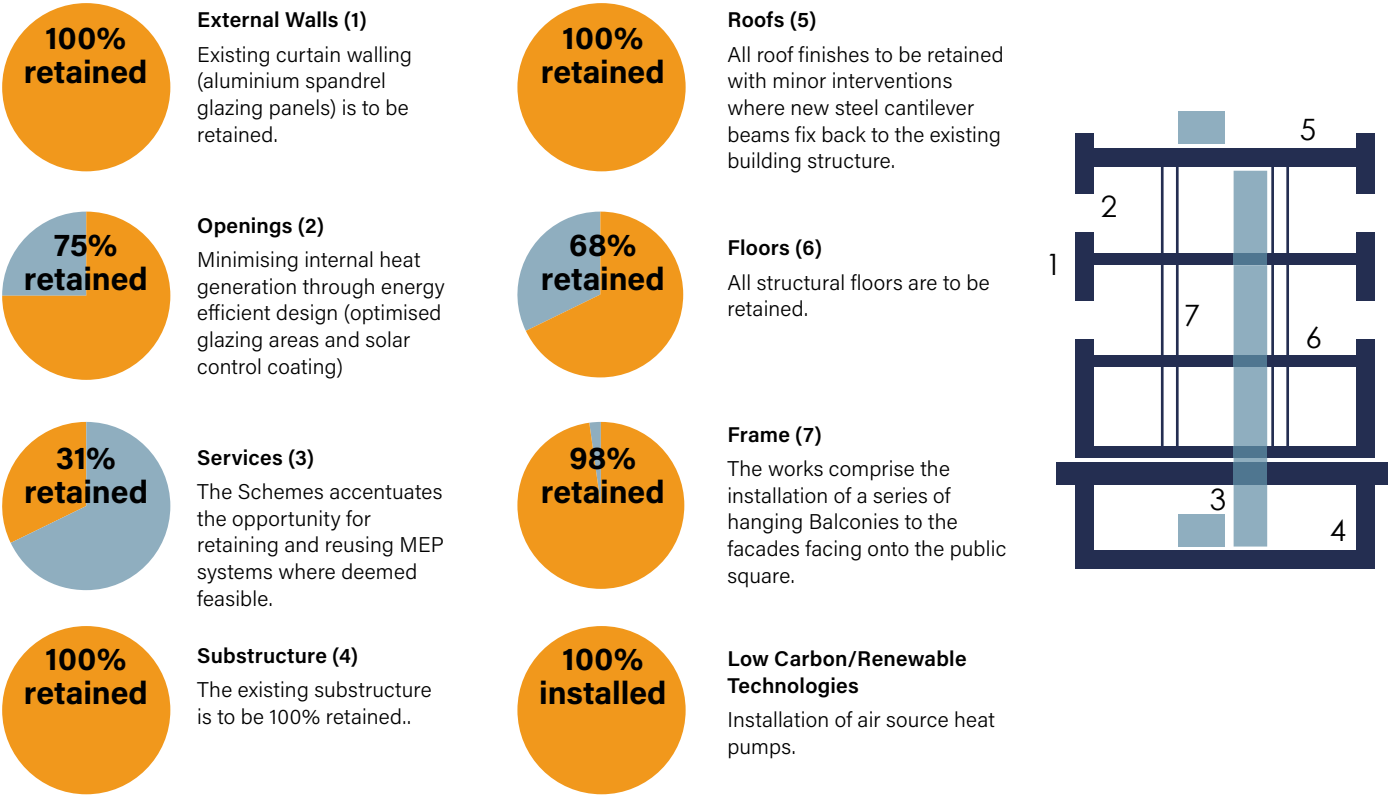 100%
retained
External Walls (1)
Existing curtain walling
(aluminium spandrel
glazing panels) is to be
retained.
75%
retained
Openings (2)
Minimising internal heat
generation through energy
efficient design (optimised
glazing areas and solar
control coating)
31%
retained
Services (3)
The Schemes accentuates
the opportunity for
retaining and reusing MEP
systems where deemed
feasible.
100%
retained
Substructure (4)
The existing substructure
is to be 100% retained..
100%
retained
Roofs (5)
All roof finishes to be retained
with minor interventions
where new steel cantilever
beams fix back to the existing
building structure.
68%
retained
Floors (6)
All structural floors are to be
retained.
98%
retained
Frame (7)
The works comprise the
installation of a series of
hanging Balconies to the
facades facing onto the public
square.
100%
installed
Low Carbon/Renewable
Technologies
Installation of air source heat
pumps.
5
2
1
7
6
3
4